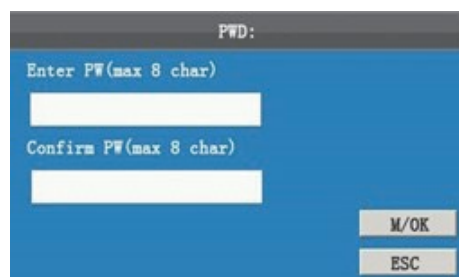 PWD:
Enter PW(max 8 char)
Confirm PW(max 8 char)
M/OK
ESC